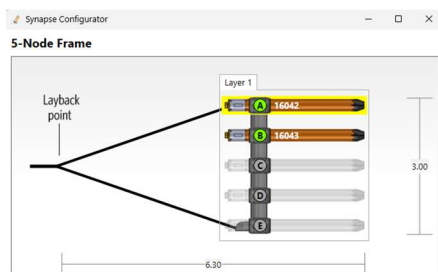 Synapse Configurator
5-Node Frame
Layer 1
Layback
point
A 16042
B 16043
C
D
E
3.00
6.30